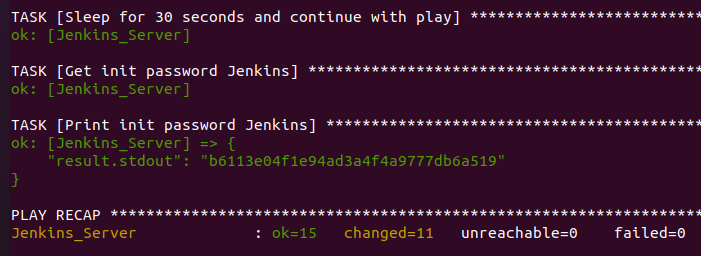 TASK [Sleep for 30 seconds and continue with play] **************************
ok: [Jenkins_Server]
TASK [Get init password Jenkins] ********************************************
ok: [Jenkins_Server]
TASK [Print init password Jenkins] ******************************************
ok: [Jenkins_Server] => {
    "result.stdout": "b6113e04f1e94ad3a4f4a9777db6a519"
}
PLAY RECAP ******************************************************************
Jenkins_Server             : ok=15   changed=11   unreachable=0    failed=0